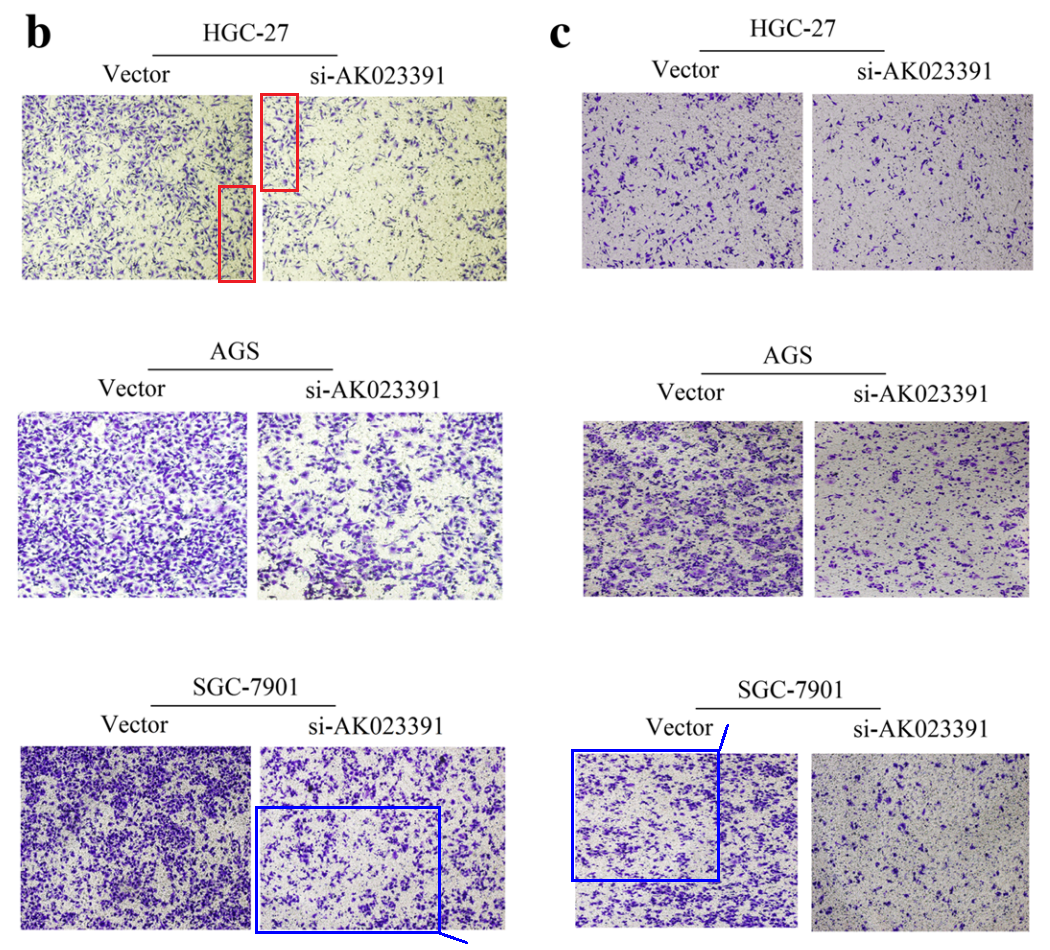 b
HGC-27
Vector si-AK023391
AGS
Vector si-AK023391
SGC-7901
Vector si-AK023391
c
HGC-27
Vector si-AK023391
AGS
Vector si-AK023391
SGC-7901
Vector si-AK023391